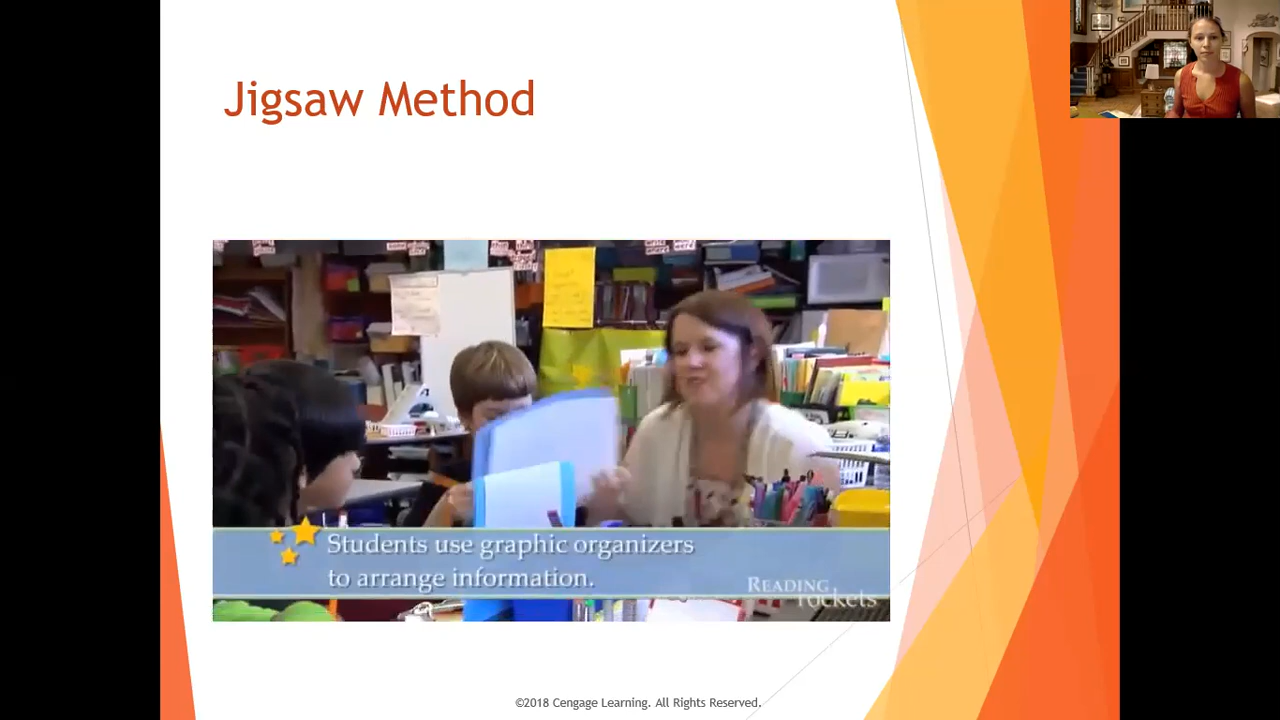 Jigsaw Method
Students use graphic organizers
to arrange information.
READING
rockets
©2018 Cengage Learning. All Rights Reserved.